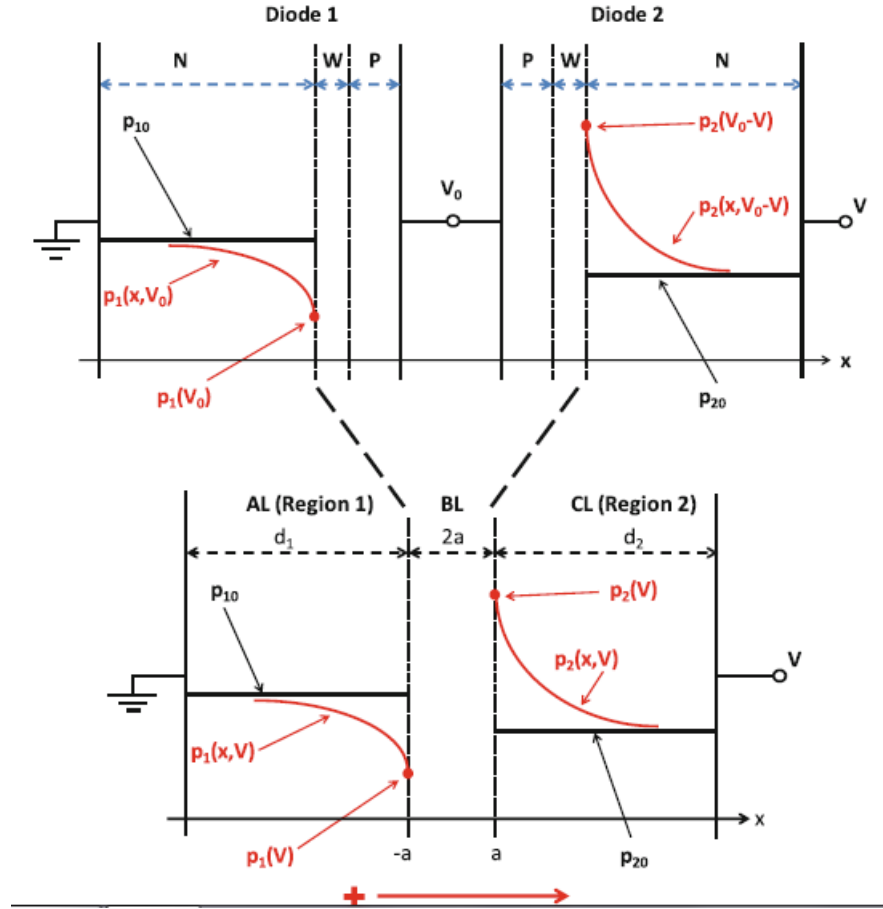 Diode 1 Diode 2
N W P P W N
p10
p2(V0-V)
V0
p2(x,V0-V)
V
p1(x,V0)
x
p1(V0)
p20
AL (Region 1) BL CL (Region 2)
d1 2a d2
p10
p2(V)
p2(x,V)
V
p1(x,V)
x
p1(V)
-a a
p20
+